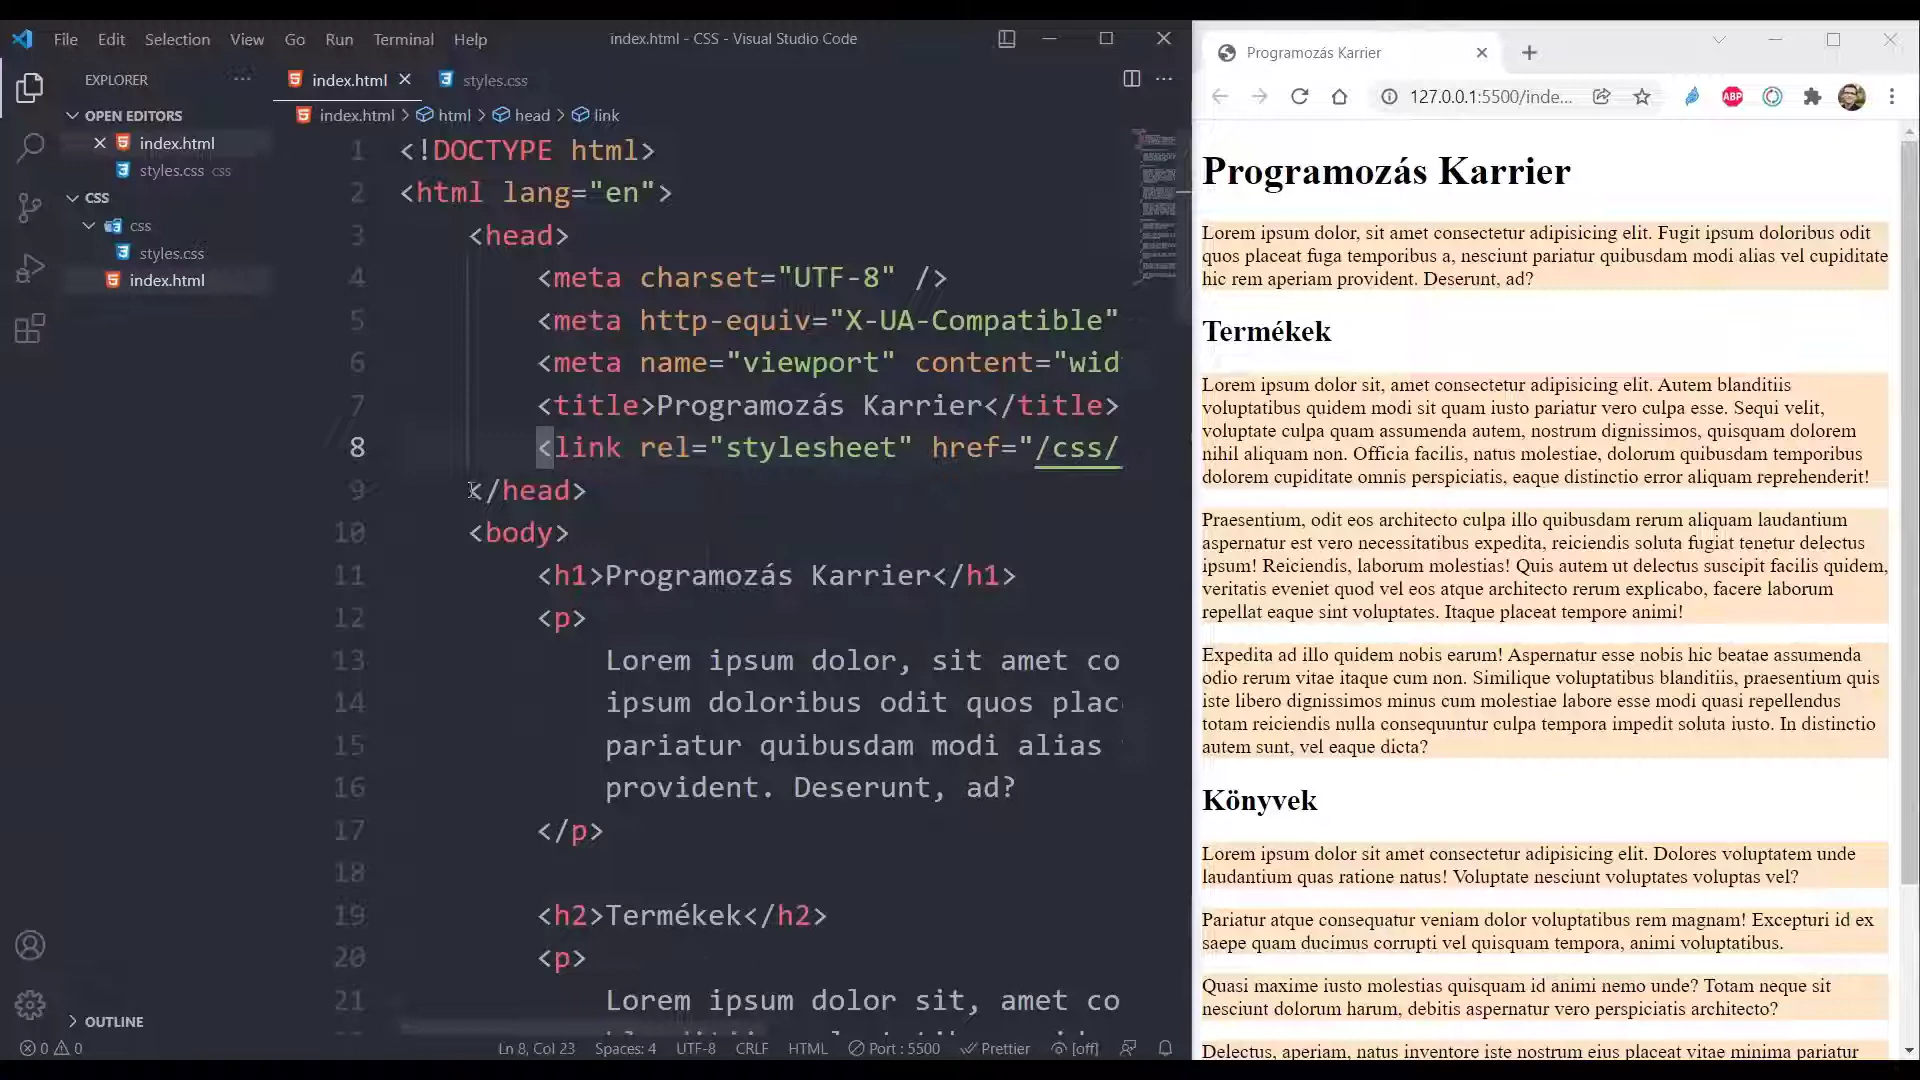 File Edit Selection View Go Run Terminal Help
index.html - CSS - Visual Studio Code
EXPLORER
OPEN EDITORS
index.html
styles.css css
CSS
css
styles.css
index.html
OUTLINE
index.html
styles.css
index.html > html > head > link
1 <!DOCTYPE html>
2 <html lang="en">
3 <head>
4 <meta charset="UTF-8" />
5 <meta http-equiv="X-UA-Compatible"
6 <meta name="viewport" content="wid
7 <title>Programozás Karrier</title>
8 <link rel="stylesheet" href="/css/
9 </head>
10 <body>
11 <h1>Programozás Karrier</h1>
12 <p>
13 Lorem ipsum dolor, sit amet co
14 ipsum doloribus odit quos plac
15 pariatur quibusdam modi alias
16 provident. Deserunt, ad?
17 </p>
18
19 <h2>Termékek</h2>
20 <p>
21 Lorem ipsum dolor sit, amet co
0 0
Ln 8, Col 23 Spaces: 4 UTF-8 CRLF HTML Port : 5500 Prettier [off]
Programozás Karrier
127.0.0.1:5500/inde...
ABP
Programozás Karrier
Lorem ipsum dolor, sit amet consectetur adipisicing elit. Fugit ipsum doloribus odit
quos placeat fuga temporibus a, nesciunt pariatur quibusdam modi alias vel cupiditate
hic rem aperiam provident. Deserunt, ad?
Termékek
Lorem ipsum dolor sit, amet consectetur adipisicing elit. Autem blanditiis
voluptatibus quidem modi sit quam iusto pariatur vero culpa esse. Sequi velit,
voluptate culpa quam assumenda autem, nostrum dignissimos, quisquam dolorem
nihil aliquam non. Officia facilis, natus molestiae, dolorum quibusdam temporibus
dolorem cupiditate omnis perspiciatis, eaque distinctio error aliquam reprehenderit!
Praesentium, odit eos architecto culpa illo quibusdam rerum aliquam laudantium
aspernatur est vero necessitatibus expedita, reiciendis soluta fugiat tenetur delectus
ipsum! Reiciendis, laborum molestias! Quis autem ut delectus suscipit facilis quidem,
veritatis eveniet quod vel eos atque architecto rerum explicabo, facere laborum
repellat eaque sint voluptates. Itaque placeat tempore animi!
Expedita ad illo quidem nobis earum! Aspernatur esse nobis hic beatae assumenda
odio rerum vitae itaque cum non. Similique voluptatibus blanditiis, praesentium quis
iste libero dignissimos minus cum molestiae labore esse modi quasi repellendus
totam reiciendis nulla consequuntur culpa tempora impedit soluta iusto. In distinctio
autem sunt, vel eaque dicta?
Könyvek
Lorem ipsum dolor sit amet consectetur adipisicing elit. Dolores voluptatem unde
laudantium quas ratione natus! Voluptate nesciunt voluptates voluptas vel?
Pariatur atque consequatur veniam dolor voluptatibus rem magnam! Excepturi id ex
saepe quam ducimus corrupti vel quisquam tempora, animi voluptatibus.
Quasi maxime iusto molestias quisquam id animi nemo unde? Totam neque sit
nesciunt dolorum harum, debitis aspernatur vero perspiciatis architecto?
Delectus, aperiam, natus inventore iste nostrum eius placeat vitae minima pariatur